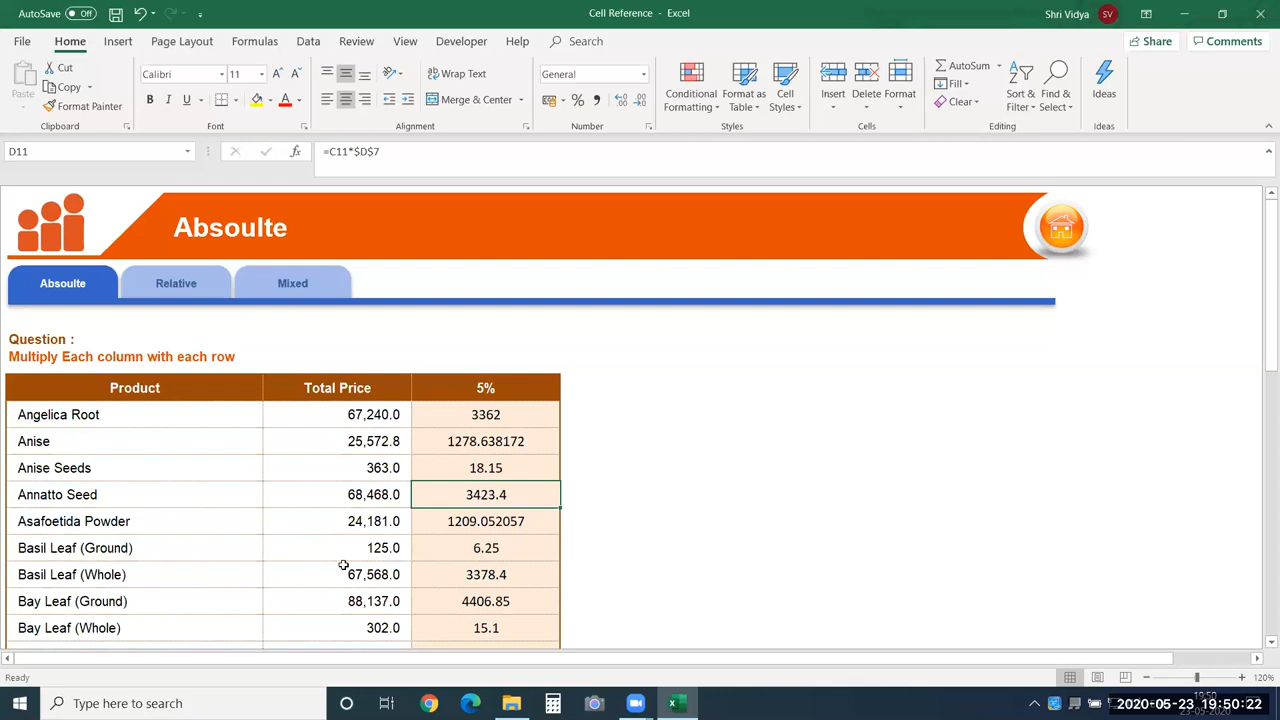 AutoSave Off
Cell Reference - Excel
Shri Vidya SV
File Home Insert Page Layout Formulas Data Review View Developer Help Search
Share Comments
Paste
Cut
Copy
Format Painter
Clipboard
Calibri 11
B I U
Font
Wrap Text
Merge & Center
Alignment
General
Number
Conditional Formatting
Format as Table
Cell Styles
Styles
Insert Delete Format
Cells
AutoSum
Fill
Clear
Sort & Filter
Find & Select
Editing
Ideas
Ideas
D11
fx
=C11*$D$7
Absoulte
Absoulte Relative Mixed
Question :
Multiply Each column with each row
Product Total Price 5%
Angelica Root 67,240.0 3362
Anise 25,572.8 1278.638172
Anise Seeds 363.0 18.15
Annatto Seed 68,468.0 3423.4
Asafoetida Powder 24,181.0 1209.052057
Basil Leaf (Ground) 125.0 6.25
Basil Leaf (Whole) 67,568.0 3378.4
Bay Leaf (Ground) 88,137.0 4406.85
Bay Leaf (Whole) 302.0 15.1
Ready
120%
Type here to search
19:50
2020-05-23 19:50:22
23-05-2020